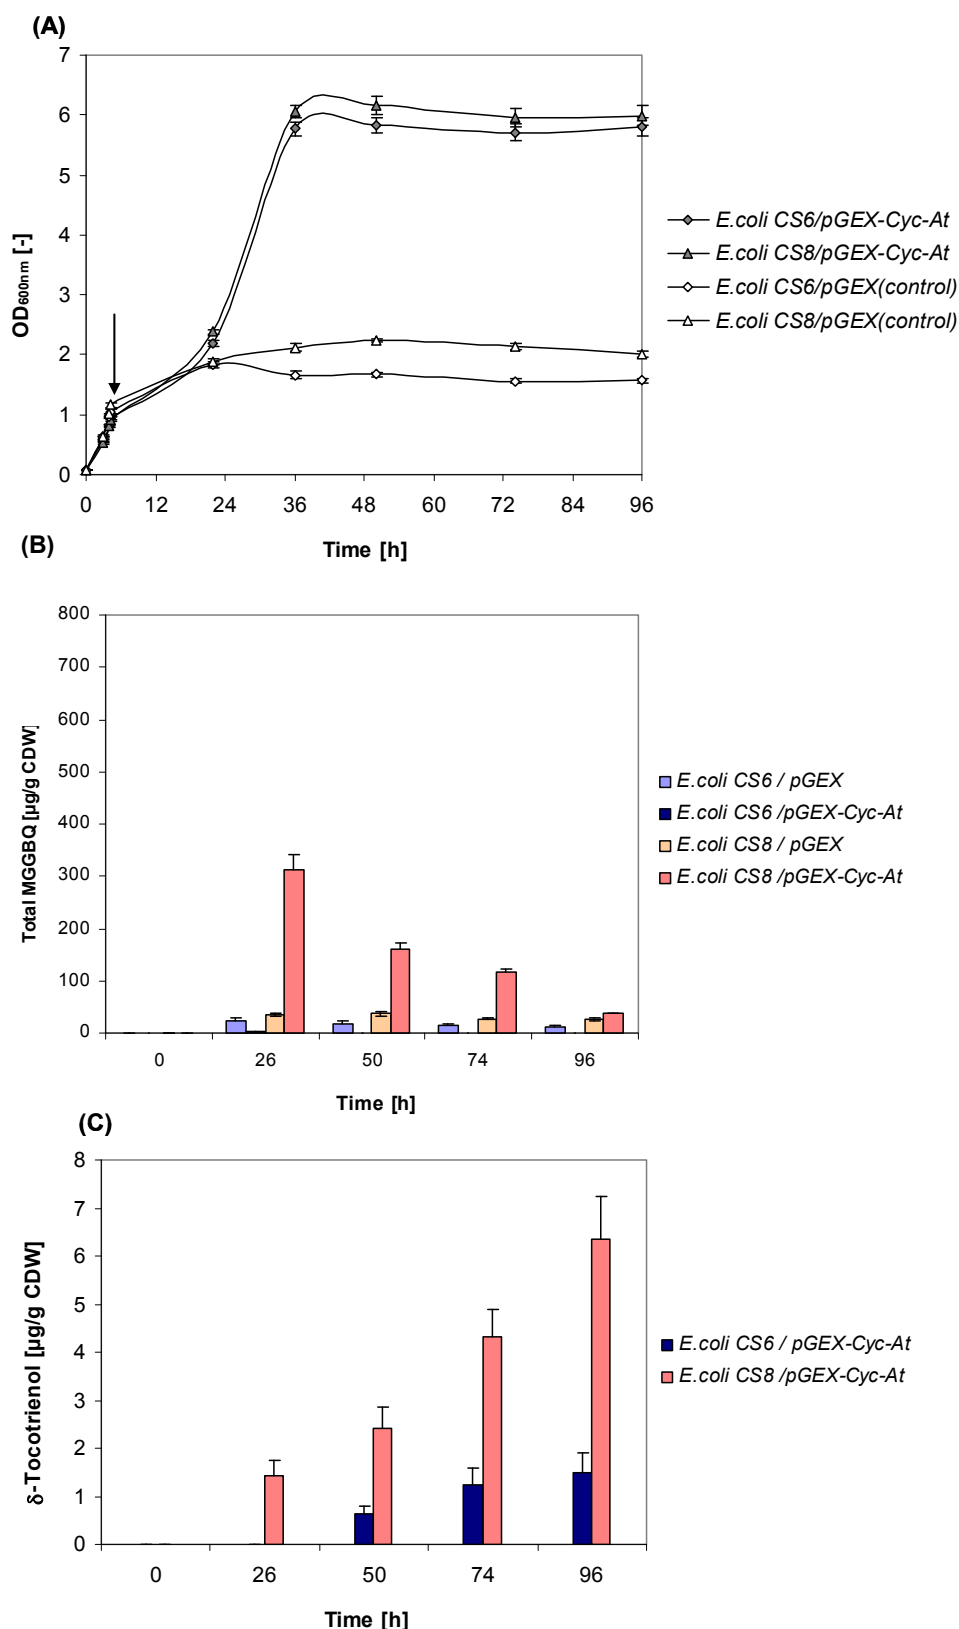 (A)
7
6
5
4
3
2
1
0
OD600nm [-]
0 12 24 36 48 60 72 84 96
Time [h]
E.coli CS6/pGEX-Cyc-At
E.coli CS8/pGEX-Cyc-At
E.coli CS6/pGEX(control)
E.coli CS8/pGEX(control)
(B)
800
700
600
500
400
300
200
100
0
Total MGGBQ [µg/g CDW]
0 26 50 74 96
Time [h]
E.coli CS6 / pGEX
E.coli CS6 /pGEX-Cyc-At
E.coli CS8 / pGEX
E.coli CS8 /pGEX-Cyc-At
(C)
8
7
6
5
4
3
2
1
0
δ-Tocotrienol [µg/g CDW]
0 26 50 74 96
Time [h]
E.coli CS6 / pGEX-Cyc-At
E.coli CS8 /pGEX-Cyc-At